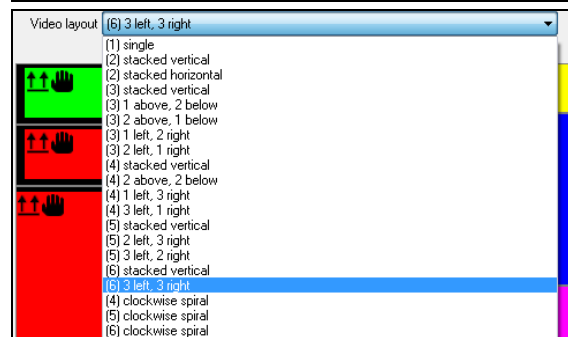 Video layout (6) 3 left, 3 right
(1) single
(2) stacked vertical
(2) stacked horizontal
(3) stacked vertical
(3) 1 above, 2 below
(3) 2 above, 1 below
(3) 1 left, 2 right
(3) 2 left, 1 right
(4) stacked vertical
(4) 2 above, 2 below
(4) 1 left, 3 right
(4) 3 left, 1 right
(5) stacked vertical
(5) 2 left, 3 right
(5) 3 left, 2 right
(6) stacked vertical
(6) 3 left, 3 right
(4) clockwise spiral
(5) clockwise spiral
(6) clockwise spiral